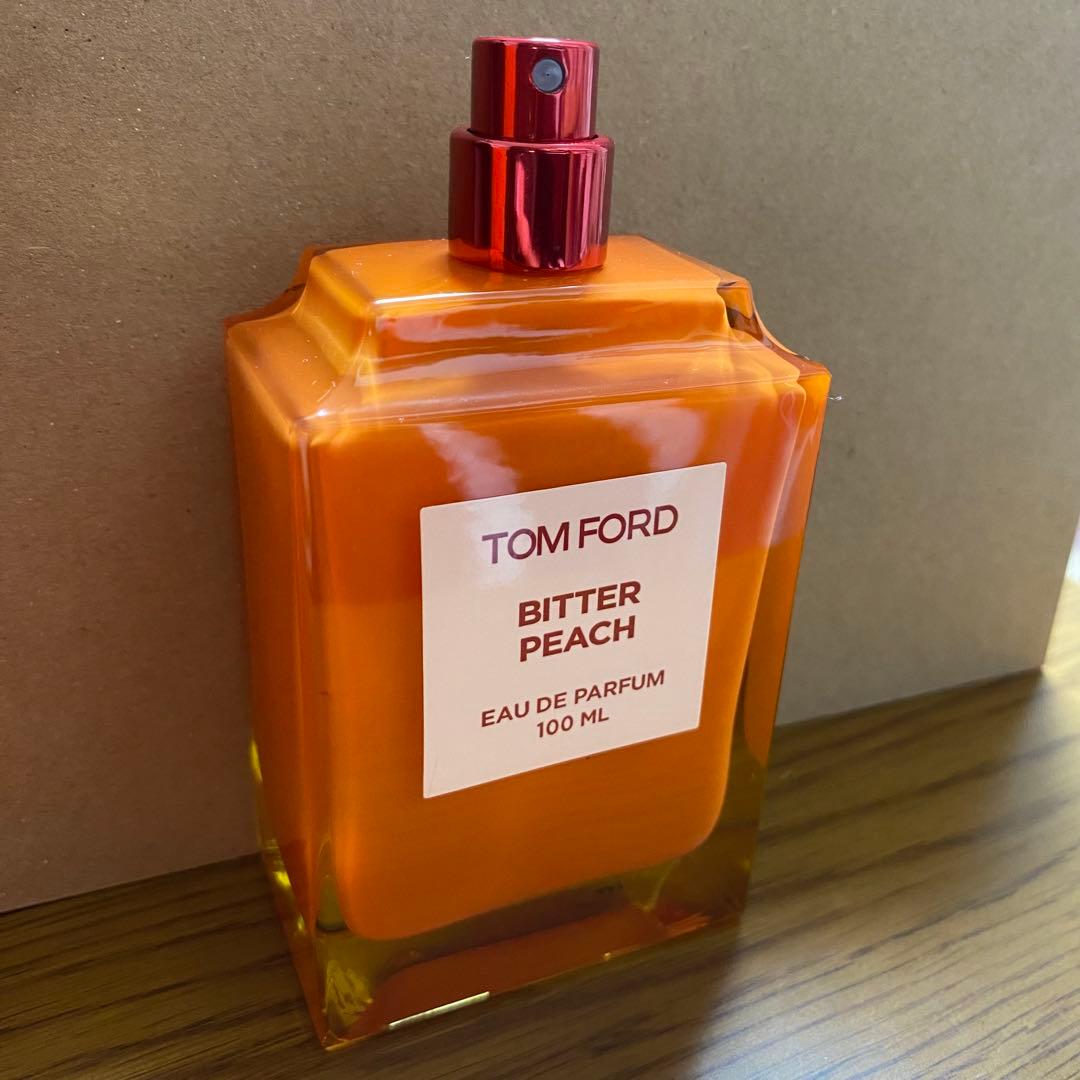 TOM FORD
BITTER
PEACH
EAU DE PARFUM
100 ML